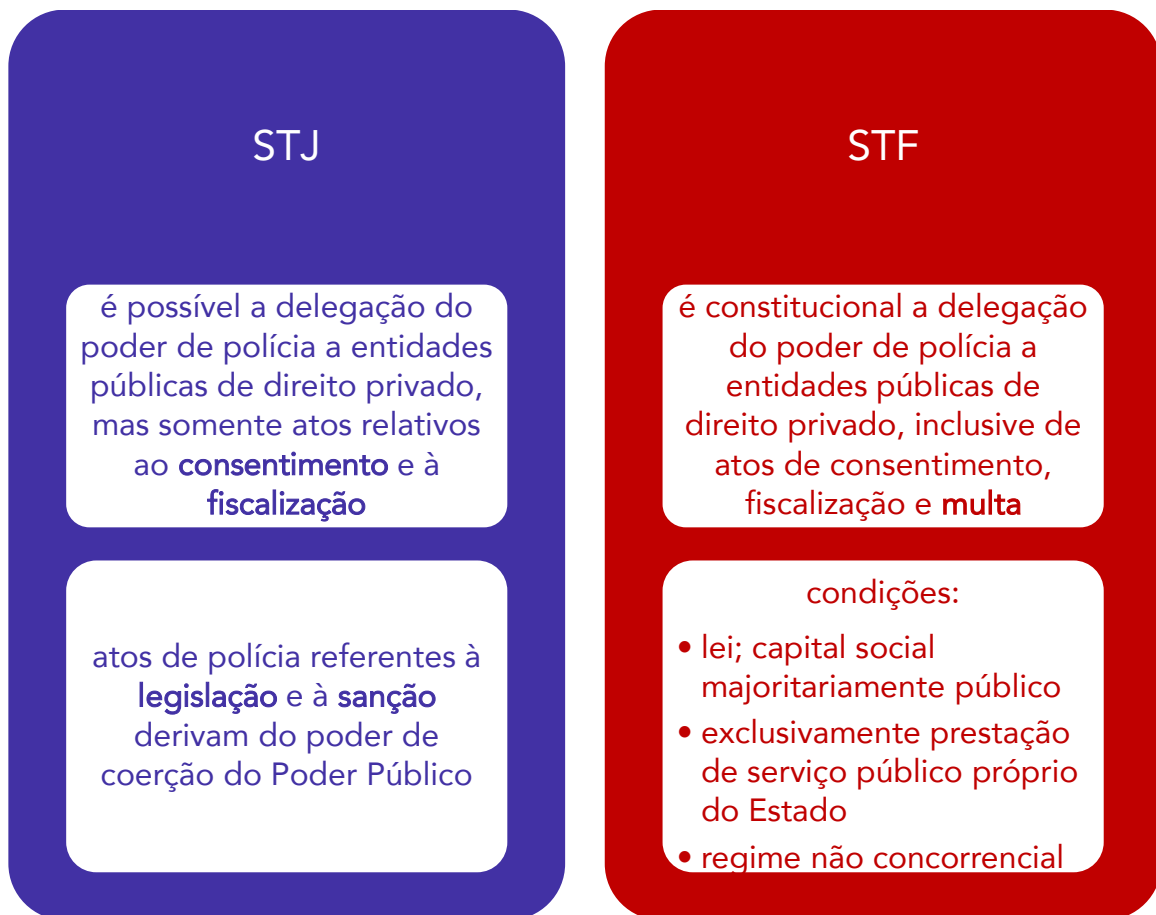 STJ
é possível a delegação do
poder de polícia a entidades
públicas de direito privado,
mas somente atos relativos
ao consentimento e à
fiscalização
atos de polícia referentes à
legislação e à sanção
derivam do poder de
coerção do Poder Público
STF
é constitucional a delegação
do poder de polícia a
entidades públicas de
direito privado, inclusive de
atos de consentimento,
fiscalização e multa
condições:
• lei; capital social
majoritariamente público
• exclusivamente prestação
de serviço público próprio
do Estado
• regime não concorrencial